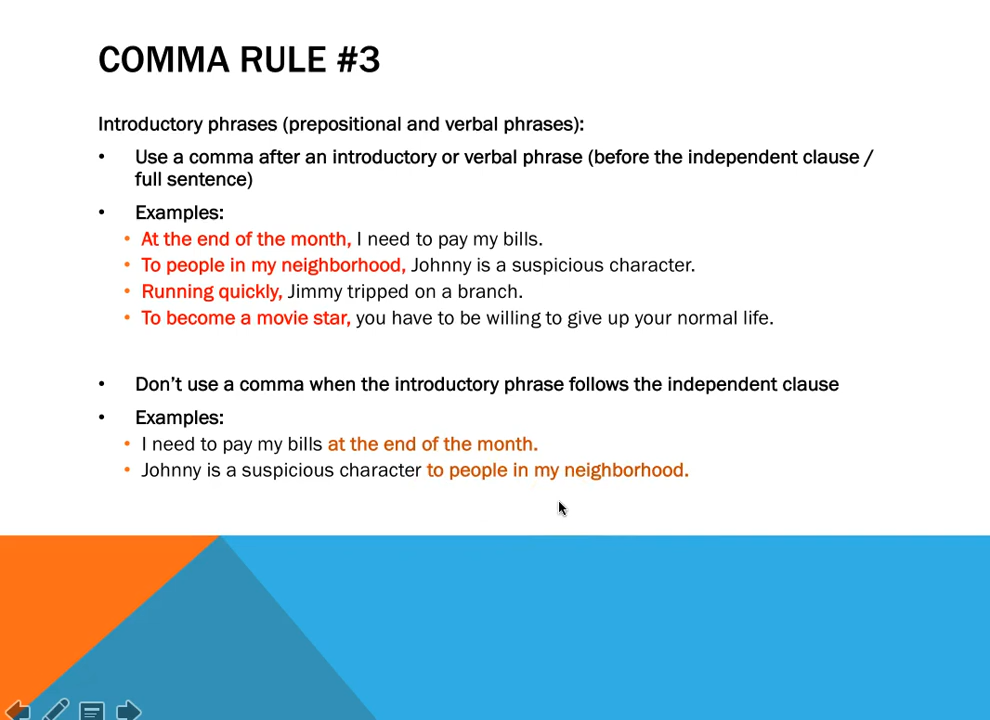 COMMA RULE #3
Introductory phrases (prepositional and verbal phrases):
• Use a comma after an introductory or verbal phrase (before the independent clause /
full sentence)
• Examples:
• At the end of the month, I need to pay my bills.
• To people in my neighborhood, Johnny is a suspicious character.
• Running quickly, Jimmy tripped on a branch.
• To become a movie star, you have to be willing to give up your normal life.
• Don’t use a comma when the introductory phrase follows the independent clause
• Examples:
• I need to pay my bills at the end of the month.
• Johnny is a suspicious character to people in my neighborhood.